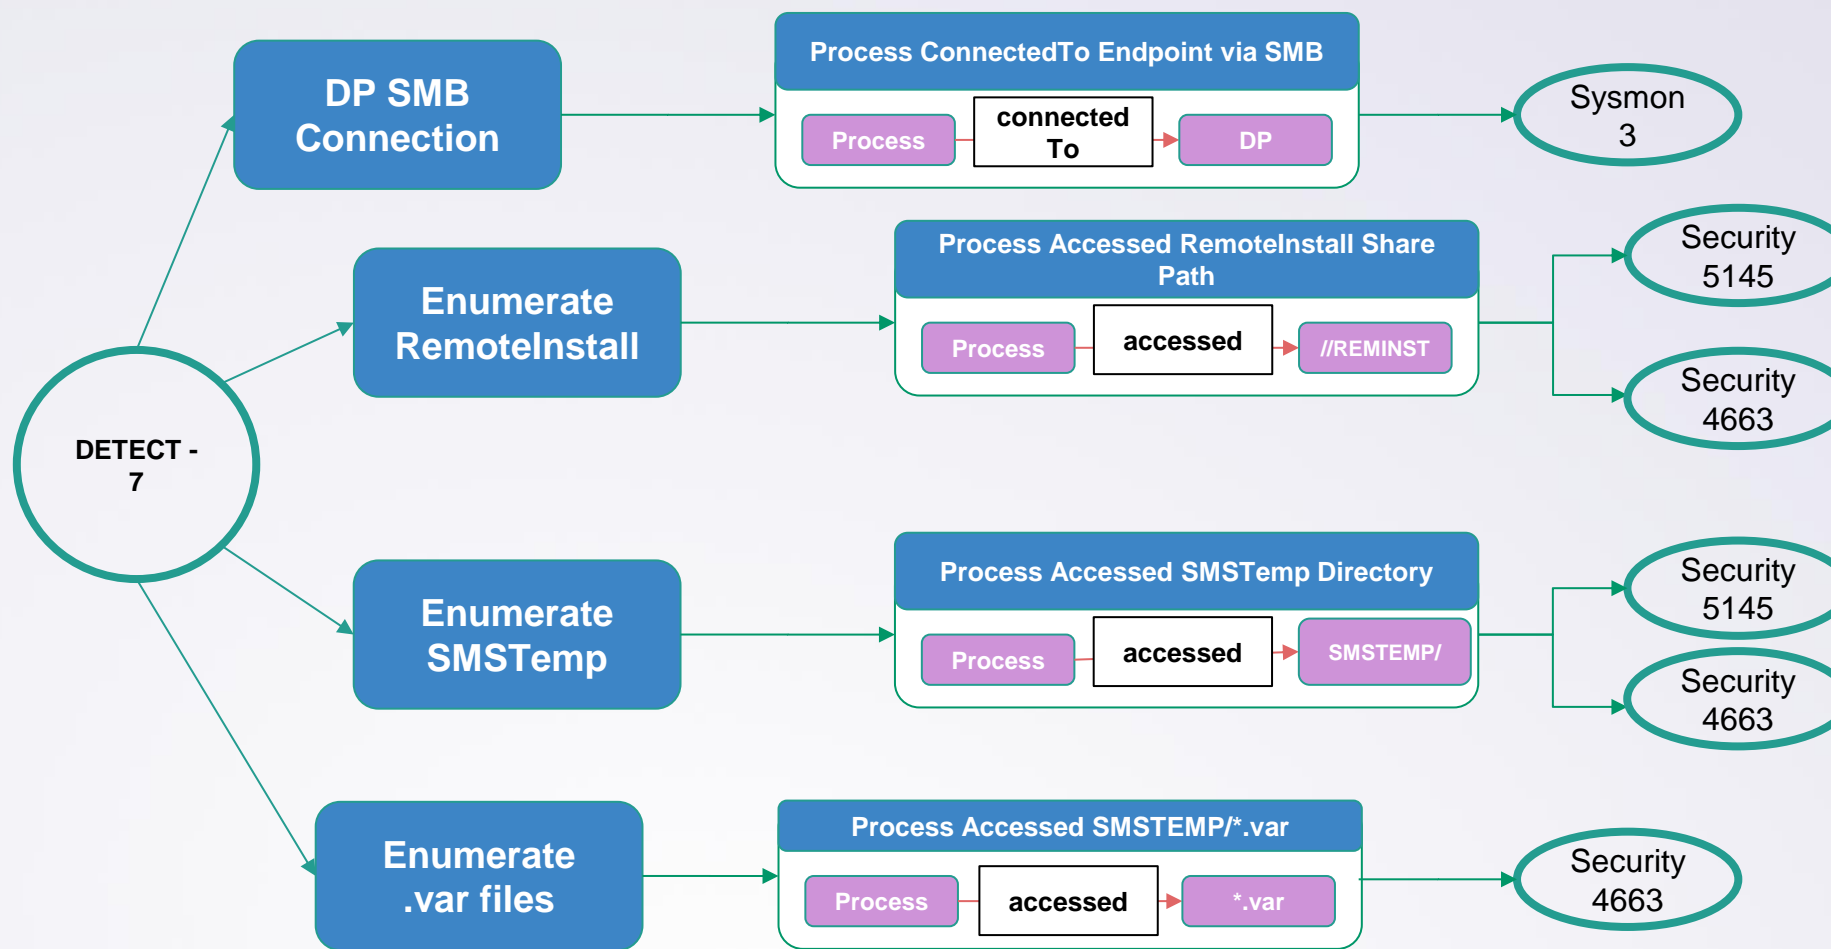 DP SMB
Connection
Process ConnectedTo Endpoint via SMB
Process
connected
To
DP
Sysmon
3
Enumerate
RemoteInstall
Process Accessed RemoteInstall Share
Path
Process
accessed
//REMINST
Security
5145
Security
4663
DETECT -
7
Enumerate
SMSTemp
Process Accessed SMSTemp Directory
Process
accessed
SMSTEMP/
Security
5145
Security
4663
Enumerate
.var files
Process Accessed SMSTEMP/*.var
Process
accessed
*.var
Security
4663